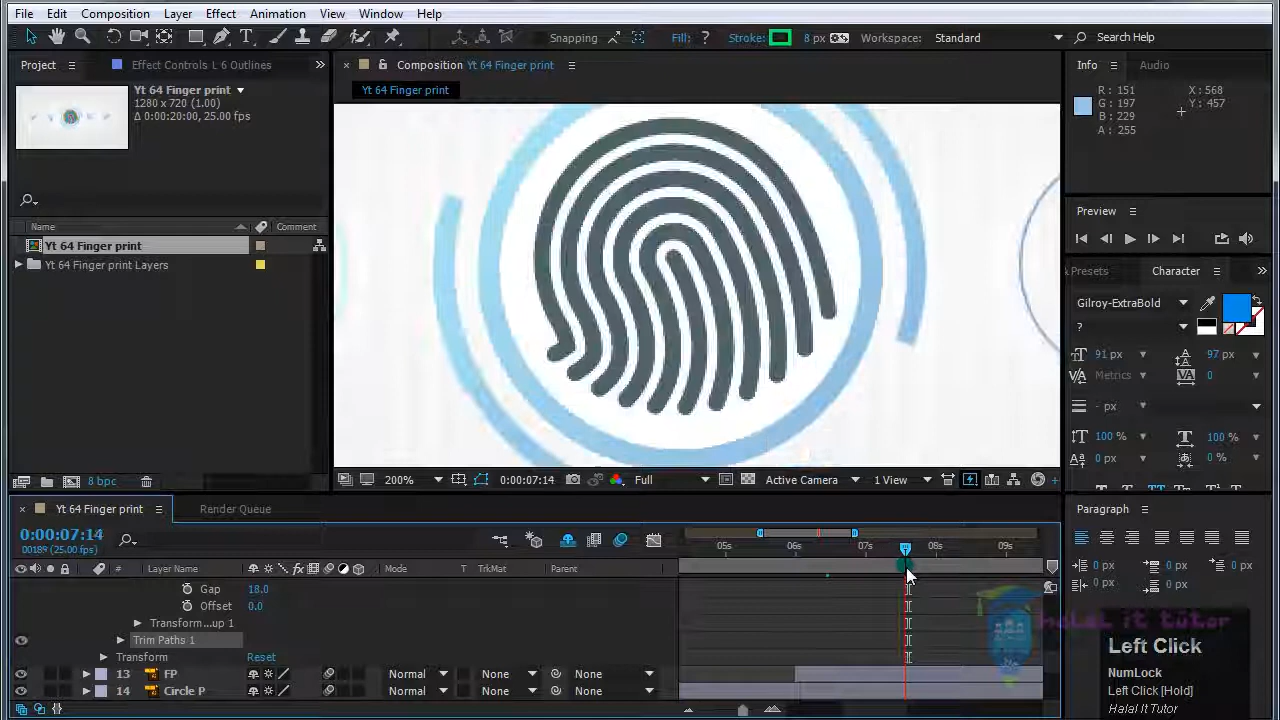 File Edit Composition Layer Effect Animation View Window Help
Snapping Fill: ? Stroke: 8 px Workspace: Standard Search Help
Project Effect Controls L 6 Outlines
Composition Yt 64 Finger print
Info Audio
Yt 64 Finger print
1280 x 720 (1.00)
Δ 0:00:20:00, 25.00 fps
Yt 64 Finger print
R : 151
G : 197
B : 229
A : 255
X : 568
Y : 457
Preview
Name Comment
Yt 64 Finger print
Yt 64 Finger print Layers
Presets Character
Gilroy-ExtraBold
?
91 px 97 px
Metrics 0
- px
100 % 100 %
0 px 0 %
8 bpc
200% 0:00:07:14 Full Active Camera 1 View
Yt 64 Finger print Render Queue
Paragraph
0:00:07:14
00189 (25.00 fps)
05s 06s 07s 08s 09s
0 px 0 px 0 px
0 px 0 px
# Layer Name Mode T TrkMat Parent
Gap 18.0
Offset 0.0
Transform...up 1
Trim Paths 1
Transform Reset
13 FP Normal None None
14 Circle P Normal None None
halal it tutor
Left Click
NumLock
Left Click [Hold]
Halal It Tutor